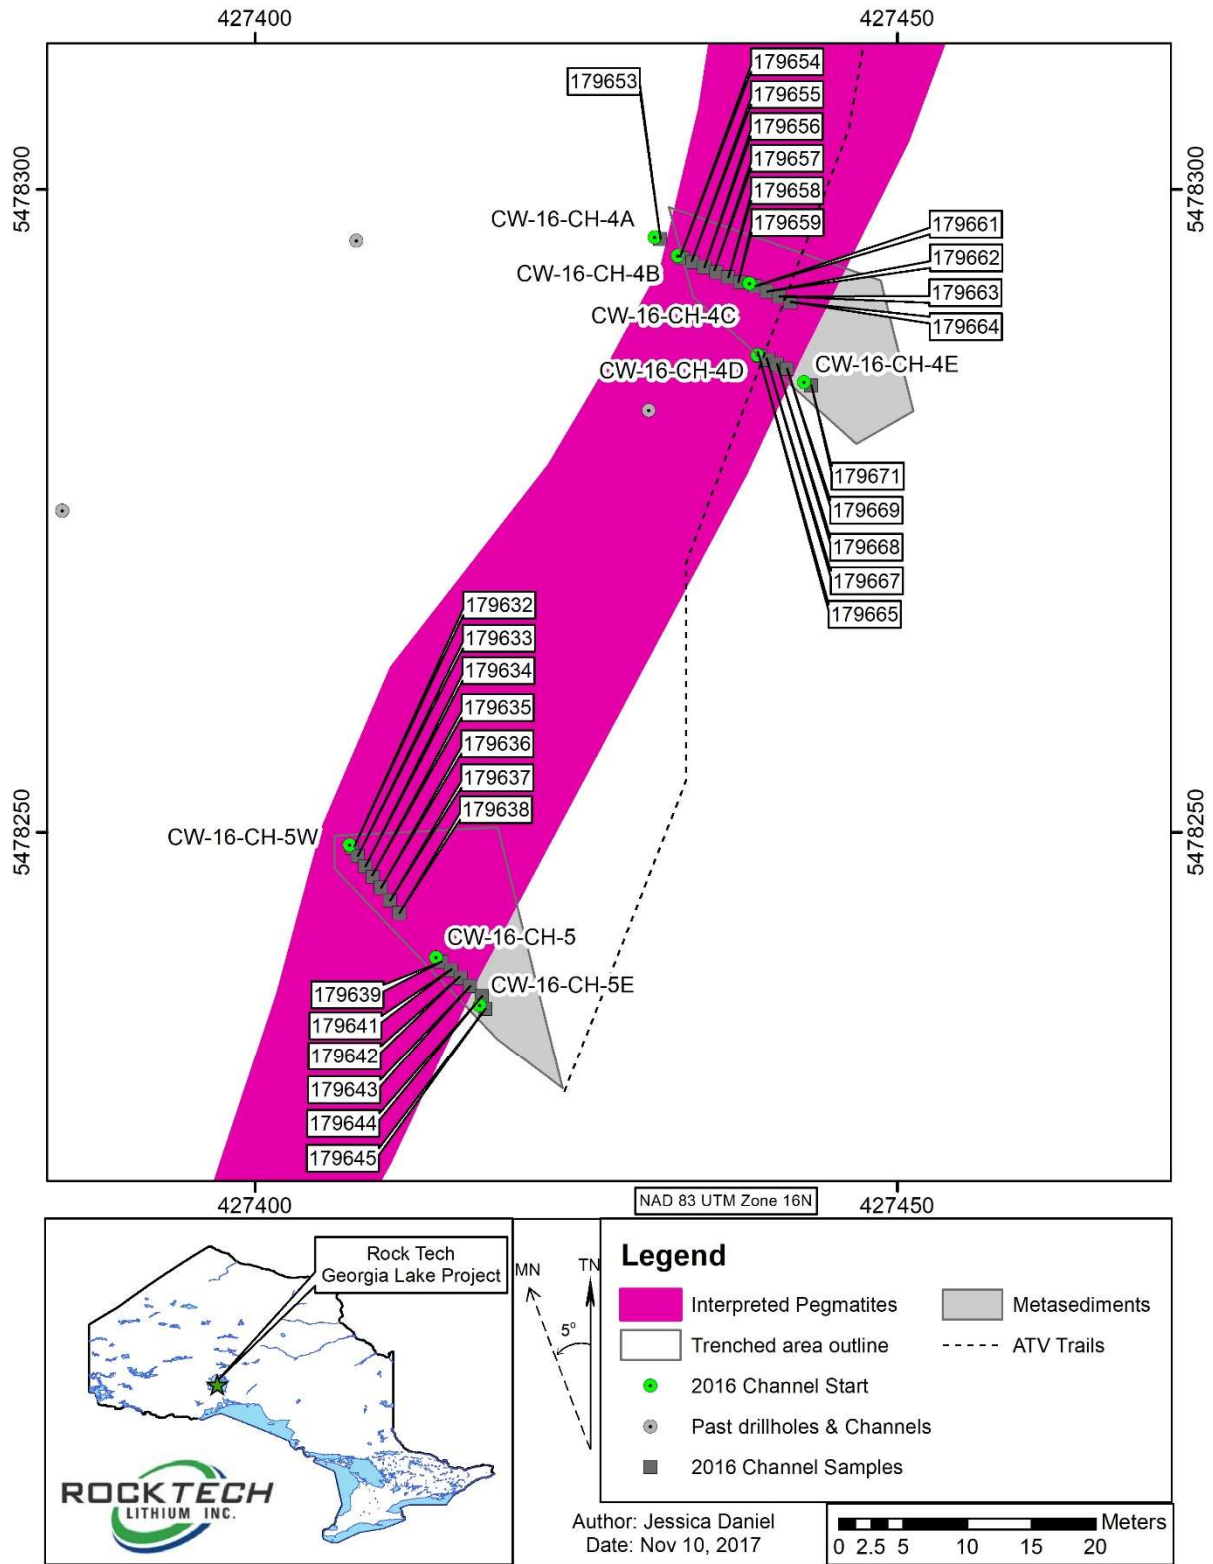 427400
427450
5478300
5478300
179653
179654
179655
179656
179657
179658
179659
179661
179662
179663
179664
CW-16-CH-4A
CW-16-CH-4B
CW-16-CH-4C
CW-16-CH-4D
CW-16-CH-4E
179671
179669
179668
179667
179665
179632
179633
179634
179635
179636
179637
179638
5478250
5478250
CW-16-CH-5W
CW-16-CH-5
CW-16-CH-5E
179639
179641
179642
179643
179644
179645
427400
NAD 83 UTM Zone 16N
427450
Rock Tech
Georgia Lake Project
ROCKTECH
LITHIUM INC.
MN
TN
5°
Legend
Interpreted Pegmatites
Metasediments
Trenched area outline
ATV Trails
2016 Channel Start
Past drillholes & Channels
2016 Channel Samples
Author: Jessica Daniel
Date: Nov 10, 2017
Meters
0 2.5 5 10 15 20